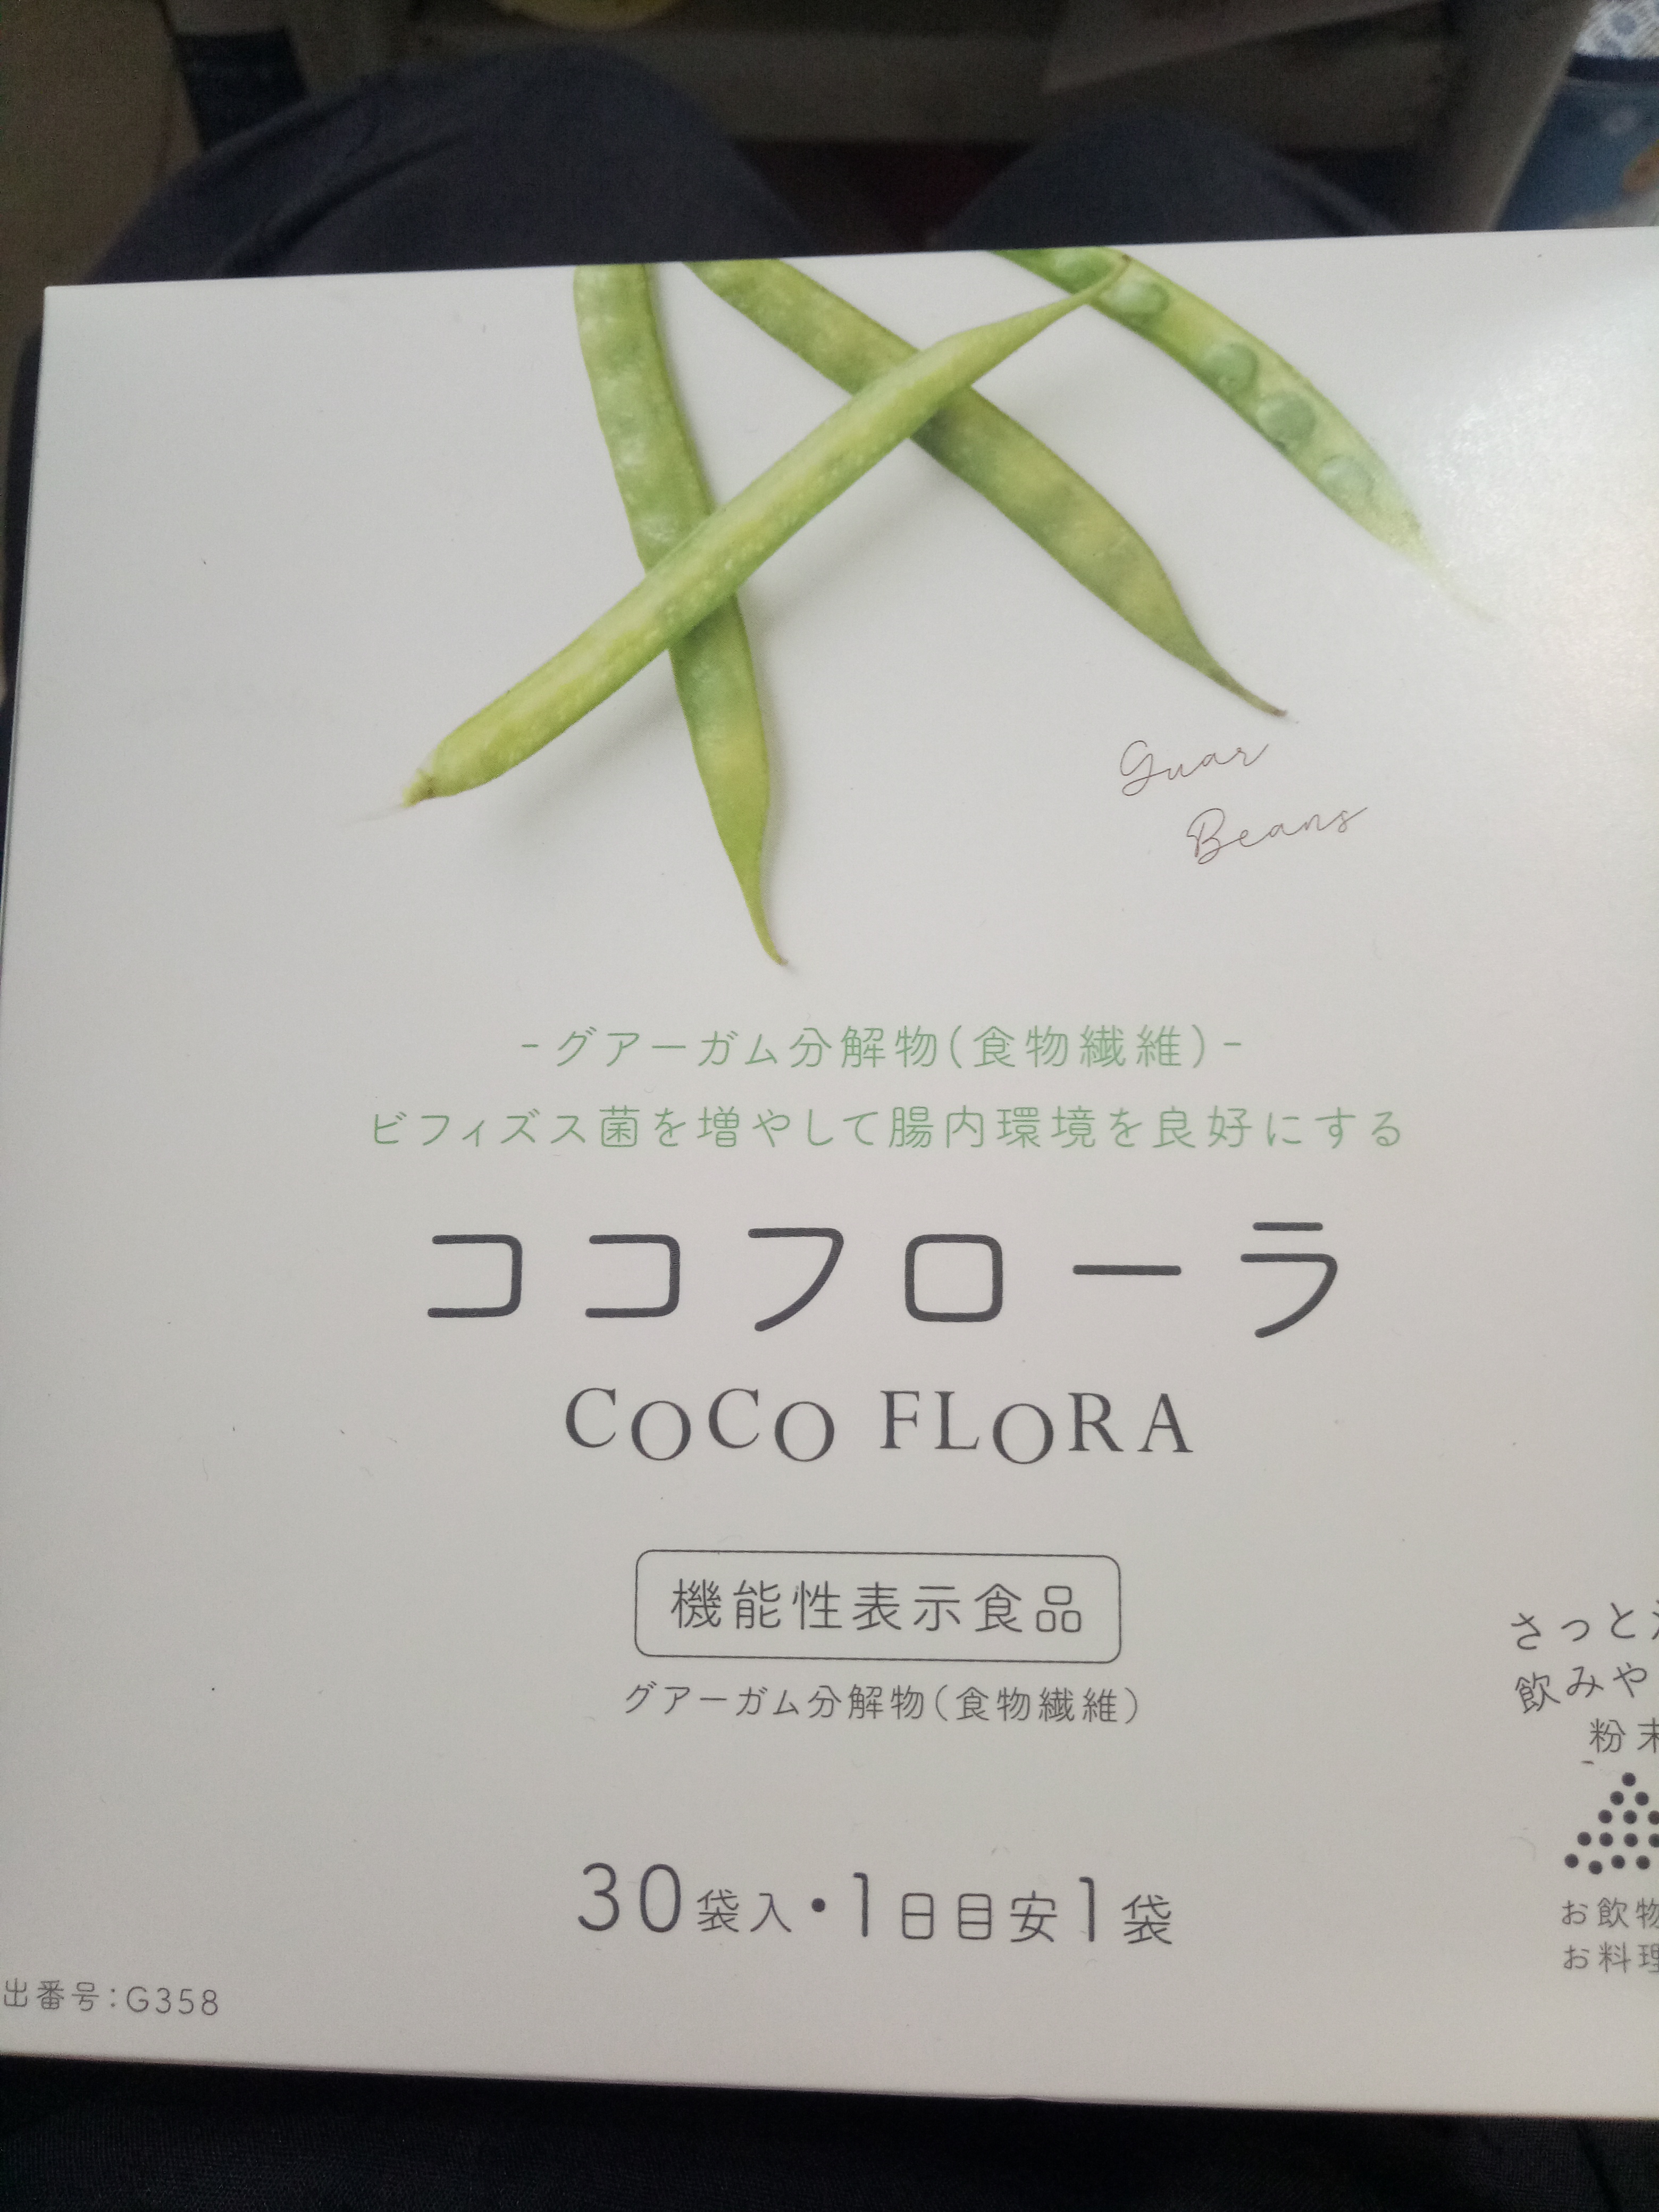 Guar
Beans
-グアーガム分解物(食物繊維)-
ビフィズス菌を増やして腸内環境を良好にする
ココフローラ
COCO FLORA
機能性表示食品
グアーガム分解物(食物繊維)
30袋入・1日目安1袋
さっと
飲みや
粉末
お飲物
お料理
出番号:G358